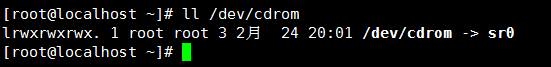 [root@localhost ~]# ll /dev/cdrom
lrwxrwxrwx. 1 root root 3 2月  24 20:01 /dev/cdrom -> sr0
[root@localhost ~]#